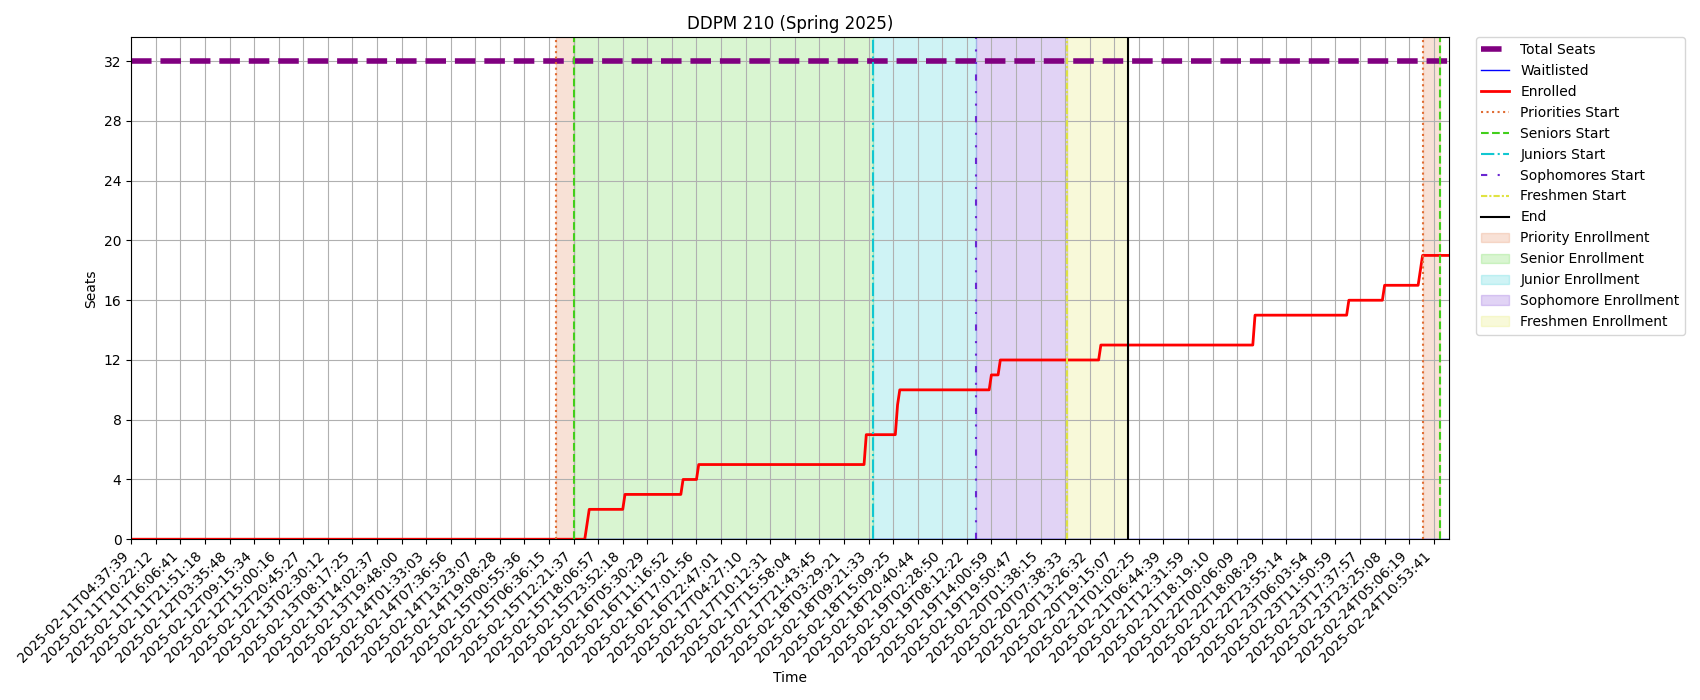 DDPM 210 (Spring 2025)
Seats
32
28
24
20
16
12
8
4
0
2025-02-11T04:37:39
2025-02-11T10:22:12
2025-02-11T16:06:41
2025-02-11T21:51:18
2025-02-12T03:35:48
2025-02-12T09:15:34
2025-02-12T15:00:16
2025-02-12T20:45:27
2025-02-13T02:30:12
2025-02-13T08:17:25
2025-02-13T14:02:37
2025-02-13T19:48:00
2025-02-14T01:33:03
2025-02-14T07:36:56
2025-02-14T13:23:07
2025-02-14T19:08:28
2025-02-15T00:55:36
2025-02-15T06:36:15
2025-02-15T12:21:37
2025-02-15T18:06:57
2025-02-15T23:52:18
2025-02-16T05:30:29
2025-02-16T11:16:52
2025-02-16T17:01:56
2025-02-16T22:47:01
2025-02-17T04:27:10
2025-02-17T10:12:31
2025-02-17T15:58:04
2025-02-17T21:43:45
2025-02-18T03:29:21
2025-02-18T09:21:33
2025-02-18T15:09:25
2025-02-18T20:40:44
2025-02-19T02:28:50
2025-02-19T08:12:22
2025-02-19T14:00:59
2025-02-19T19:50:47
2025-02-20T01:38:15
2025-02-20T07:38:33
2025-02-20T13:26:32
2025-02-20T19:15:07
2025-02-21T01:02:25
2025-02-21T06:44:39
2025-02-21T12:31:59
2025-02-21T18:19:10
2025-02-22T00:06:09
2025-02-22T18:08:29
2025-02-22T23:55:14
2025-02-23T06:03:54
2025-02-23T11:50:59
2025-02-23T17:37:57
2025-02-23T23:25:08
2025-02-24T05:06:19
2025-02-24T10:53:41
Time
Total Seats
Waitlisted
Enrolled
Priorities Start
Seniors Start
Juniors Start
Sophomores Start
Freshmen Start
End
Priority Enrollment
Senior Enrollment
Junior Enrollment
Sophomore Enrollment
Freshmen Enrollment